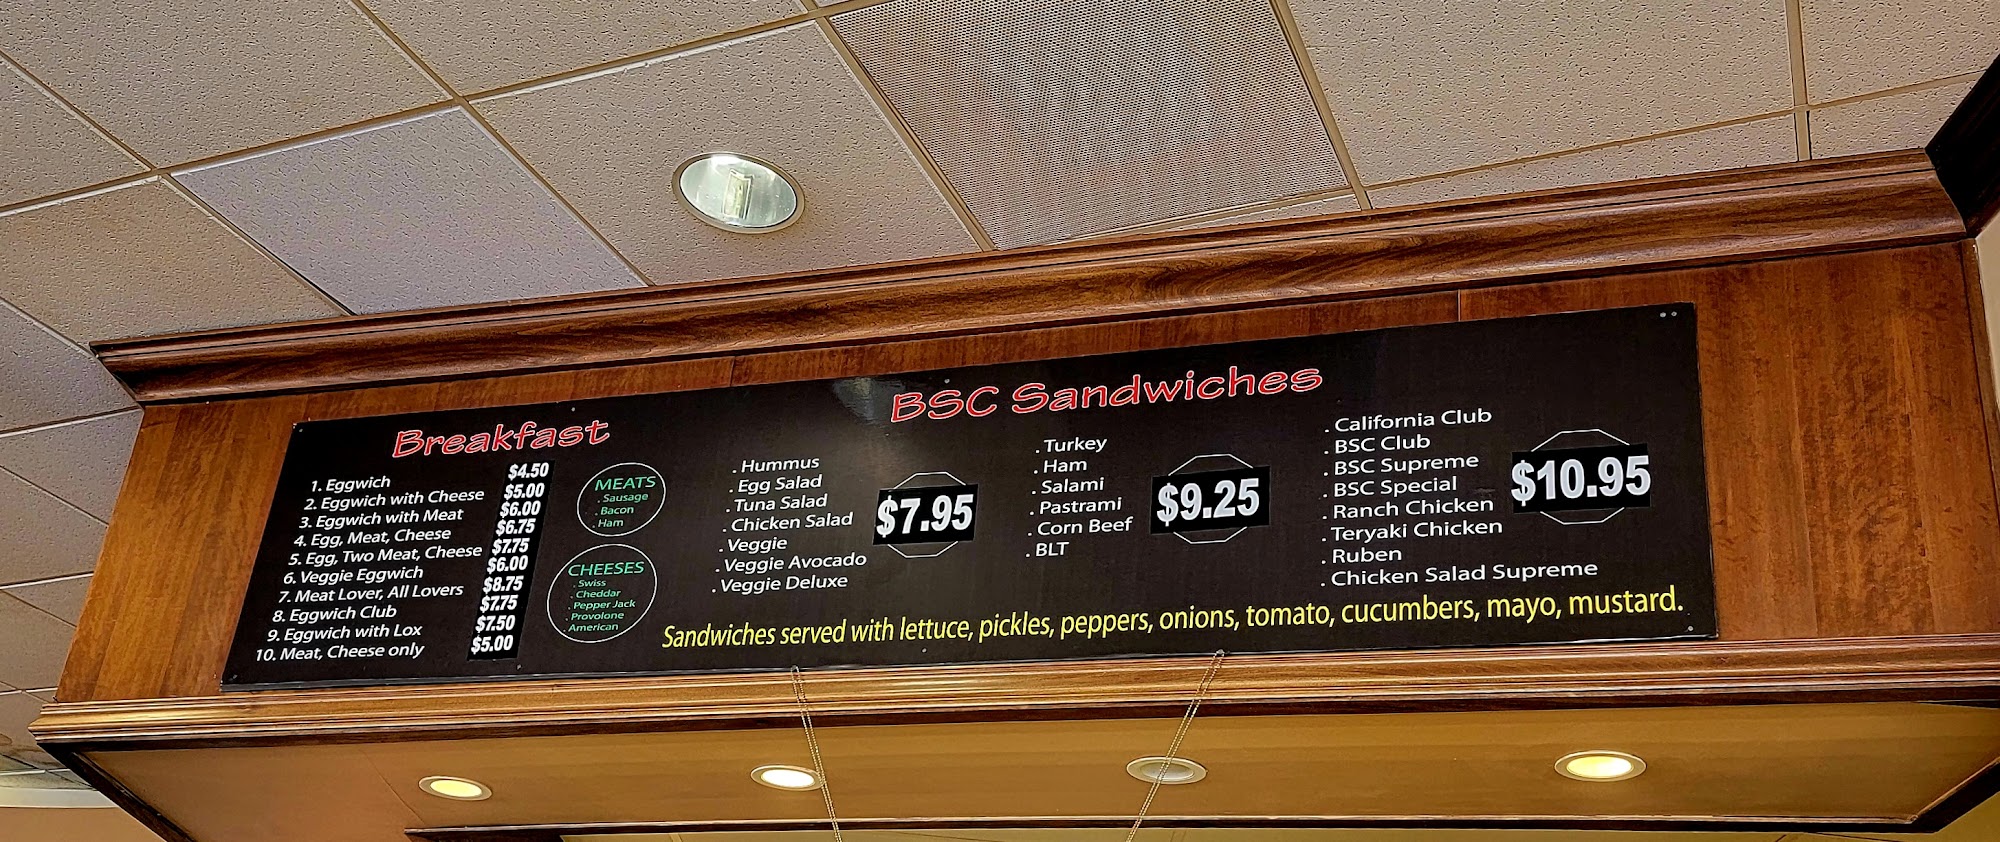 Breakfast
1. Eggwich $4.50
2. Eggwich with Cheese $5.00
3. Eggwich with Meat $6.00
4. Egg, Meat, Cheese $6.75
5. Egg, Two Meat, Cheese $7.75
6. Veggie Eggwich $6.00
7. Meat Lover, All Lovers $8.75
8. Eggwich Club $7.75
9. Eggwich with Lox $7.50
10. Meat, Cheese only $5.00
MEATS
. Sausage
. Bacon
. Ham
CHEESES
. Swiss
. Cheddar
. Pepper Jack
. Provolone
. American
BSC Sandwiches
. Hummus
. Egg Salad
. Tuna Salad
. Chicken Salad
. Veggie
. Veggie Avocado
. Veggie Deluxe
$7.95
. Turkey
. Ham
. Salami
. Pastrami
. Corn Beef
. BLT
$9.25
. California Club
. BSC Club
. BSC Supreme
. BSC Special
. Ranch Chicken
. Teryaki Chicken
. Ruben
. Chicken Salad Supreme
$10.95
Sandwiches served with lettuce, pickles, peppers, onions, tomato, cucumbers, mayo, mustard.